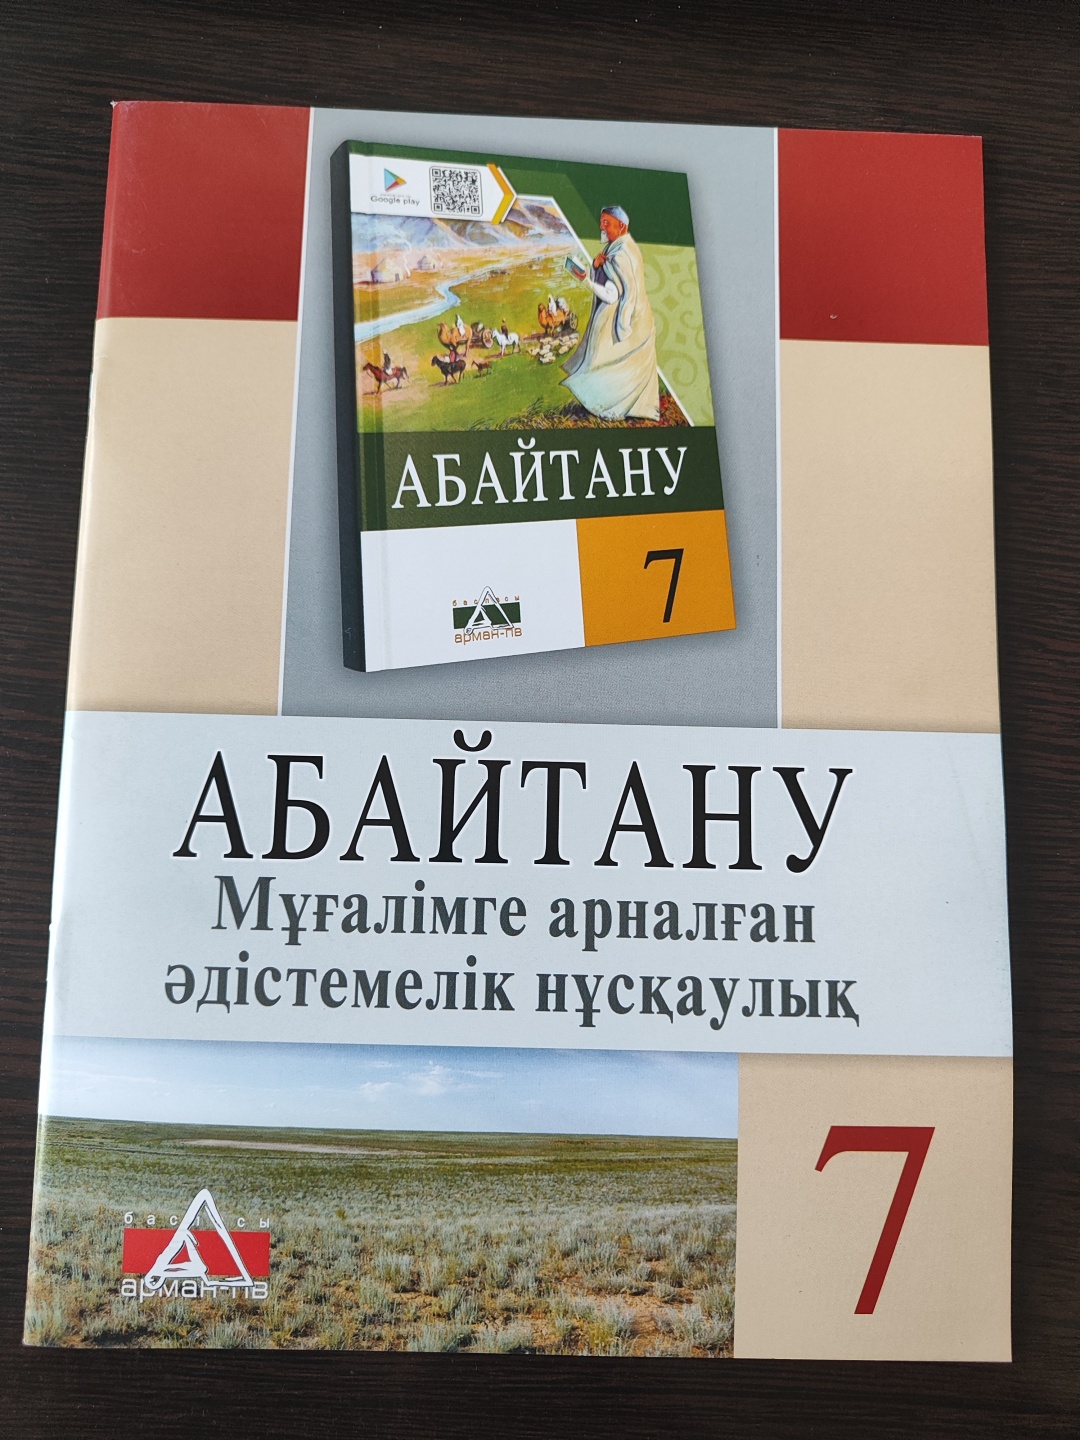 Google play
АБАЙТАНУ
7
баспасы
арман-пв
АБАЙТАНУ
Мұғалімге арналған
әдістемелік нұсқаулық
7
баспасы
арман-пв